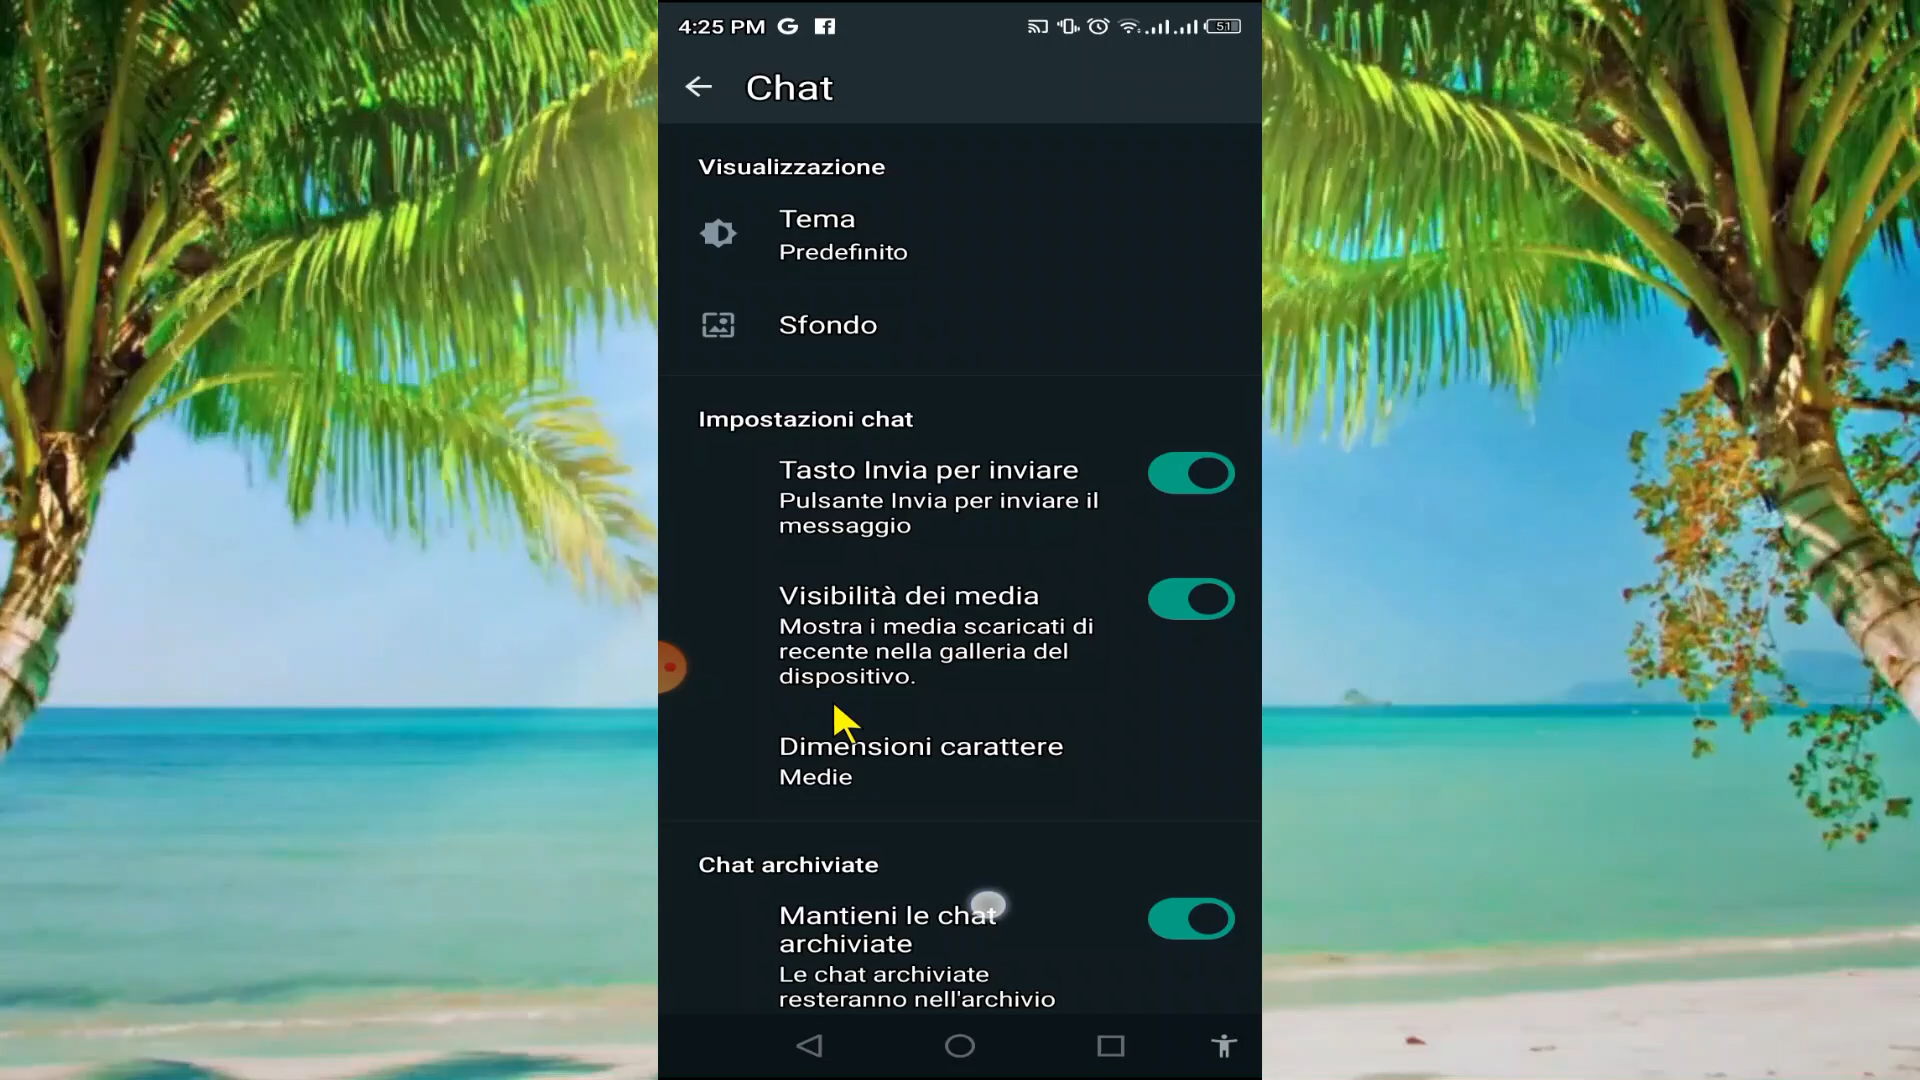 4:25 PM
51
Chat
Visualizzazione
Tema
Predefinito
Sfondo
Impostazioni chat
Tasto Invia per inviare
Pulsante Invia per inviare il
messaggio
Visibilità dei media
Mostra i media scaricati di
recente nella galleria del
dispositivo.
Dimensioni carattere
Medie
Chat archiviate
Mantieni le chat
archiviate
Le chat archiviate
resteranno nell'archivio